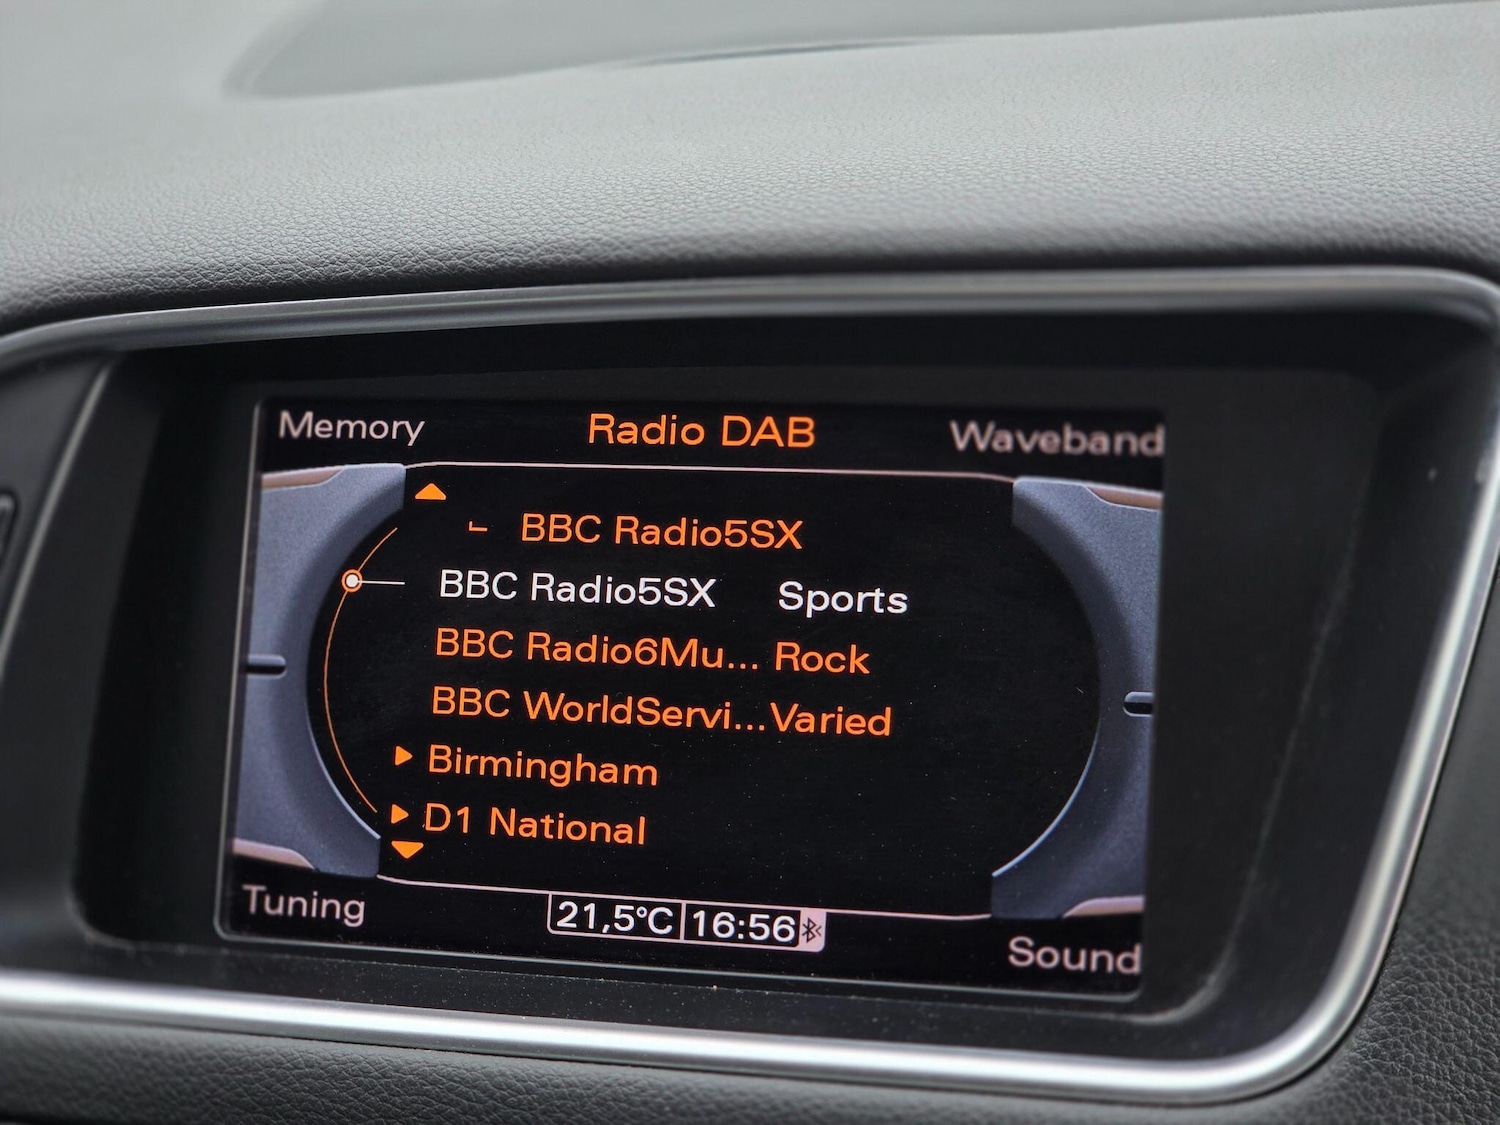 Memory Radio DAB Waveband
BBC Radio5SX
BBC Radio5SX Sports
BBC Radio6Mu... Rock
BBC WorldServi...Varied
Birmingham
D1 National
Tuning 21,5°C 16:56 Sound